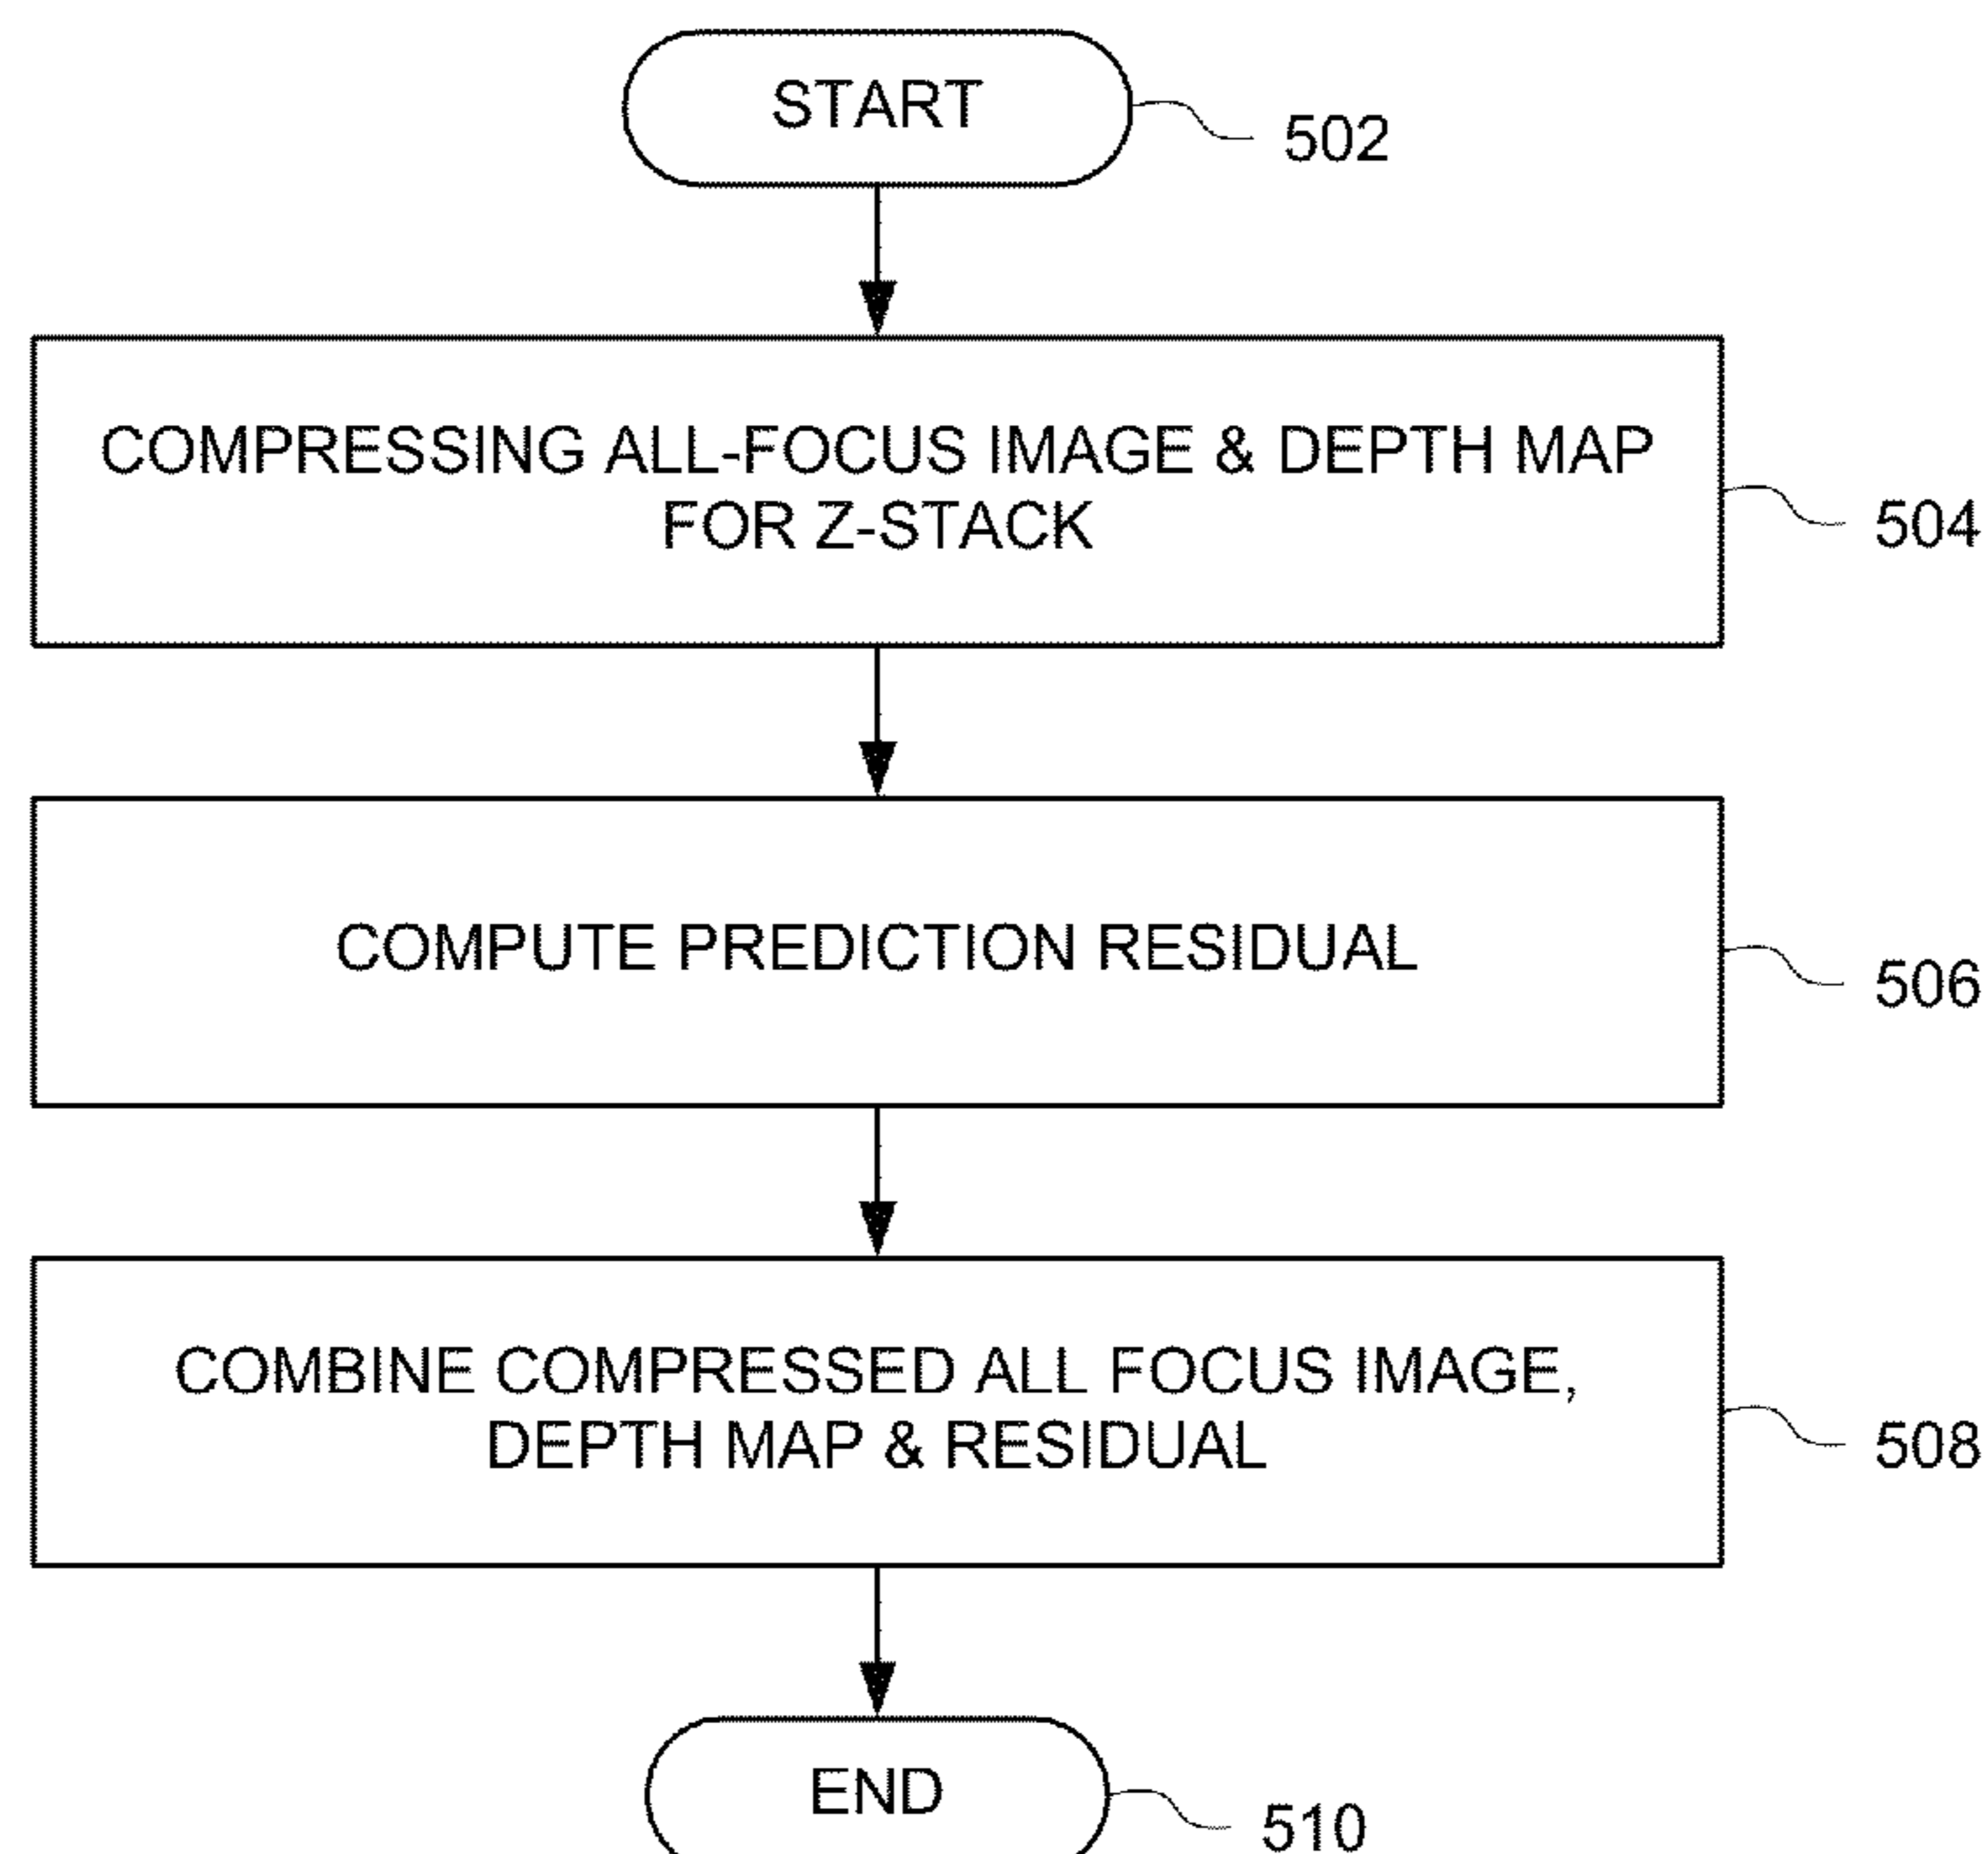 START
502
COMPRESSING ALL-FOCUS IMAGE & DEPTH MAP
FOR Z-STACK
504
COMPUTE PREDICTION RESIDUAL
506
COMBINE COMPRESSED ALL FOCUS IMAGE,
DEPTH MAP & RESIDUAL
508
END
510